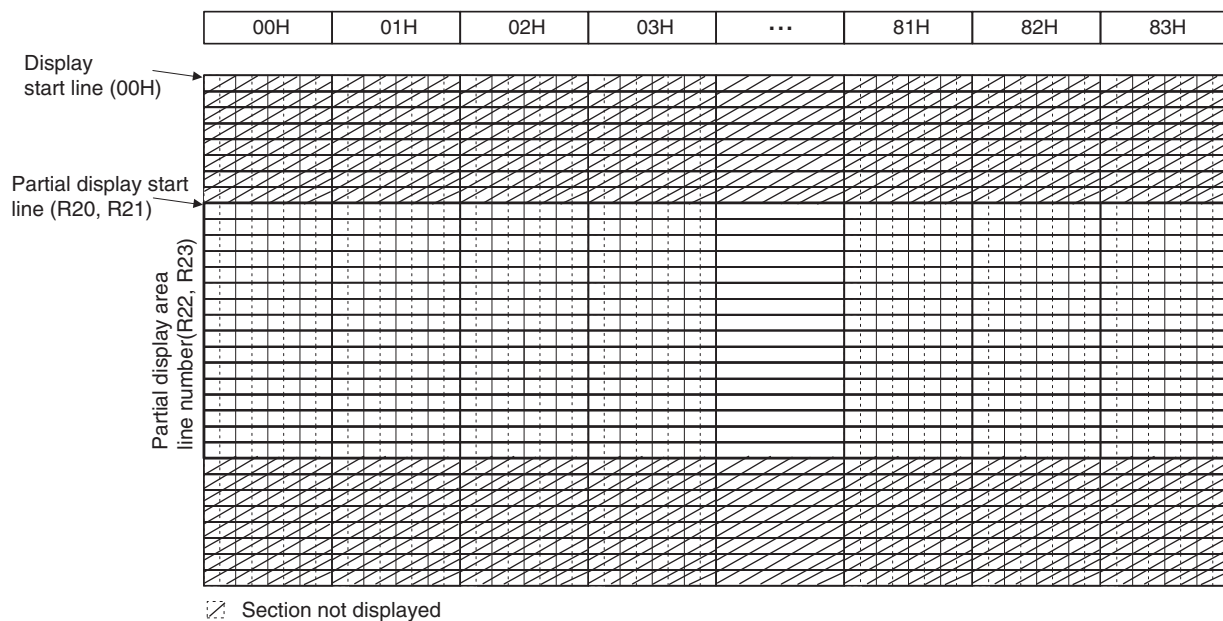 00H 01H 02H 03H ... 81H 82H 83H
Display
start line (00H)
Partial display start
line (R20, R21)
Partial display area
line number(R22, R23)
Section not displayed